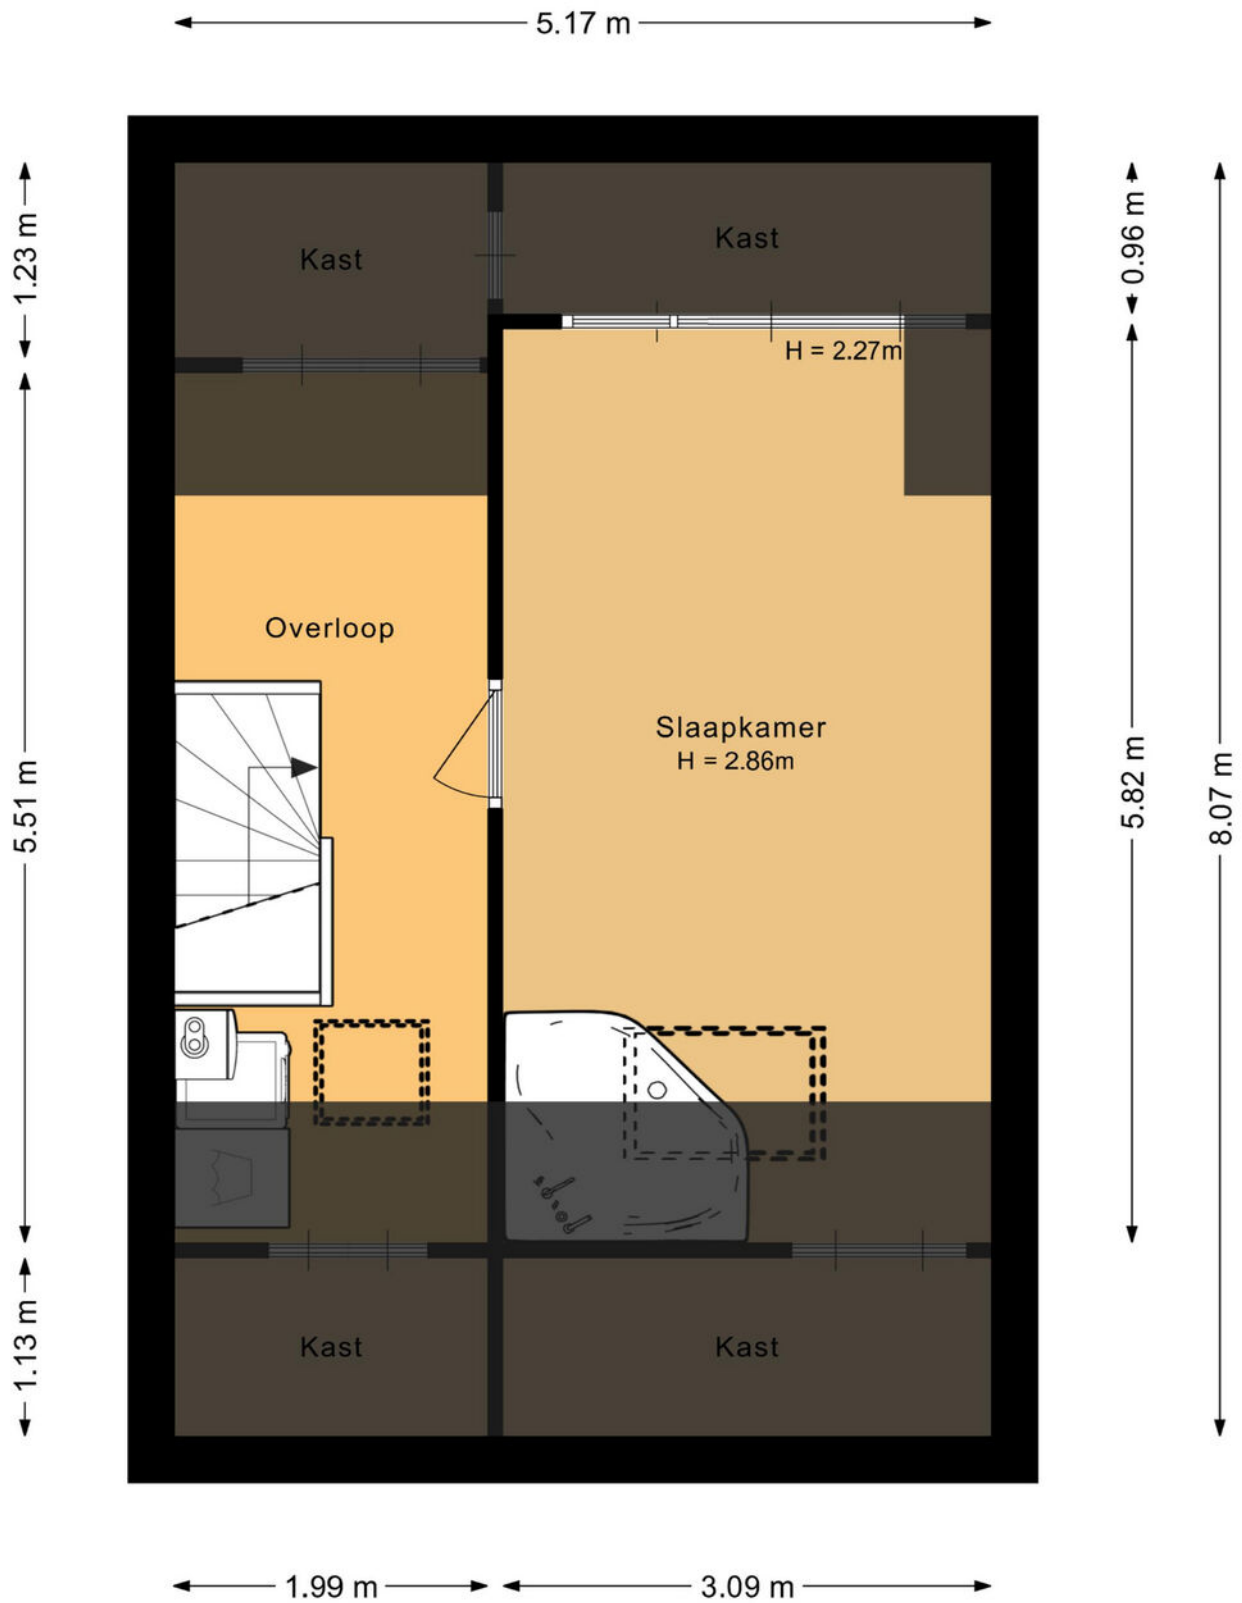 5.17 m
1.23 m
Kast
Kast
0.96 m
H = 2.27m
Overloop
Slaapkamer
H = 2.86m
5.51 m
5.82 m
8.07 m
1.13 m
Kast
Kast
1.99 m
3.09 m